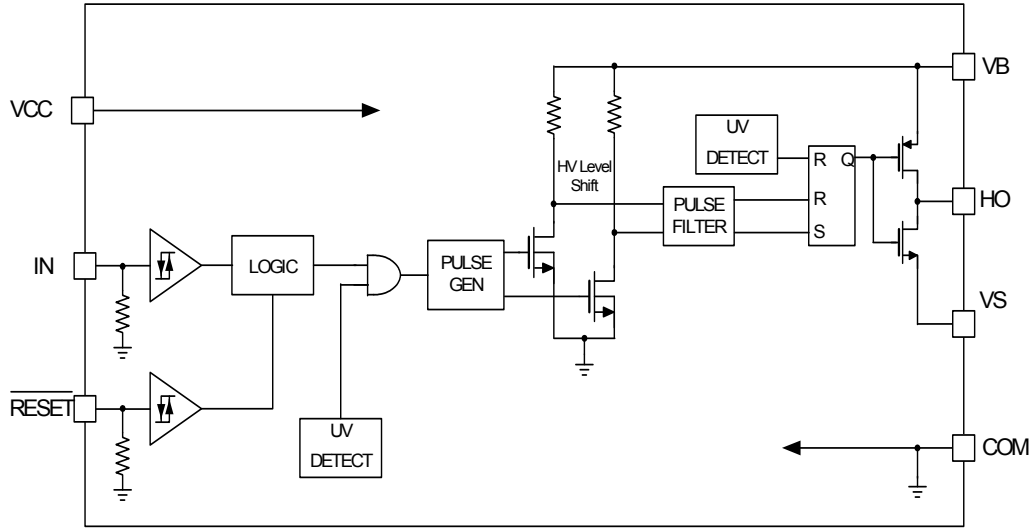 VCC
IN
RESET
LOGIC
UV
DETECT
PULSE
GEN
HV Level
Shift
PULSE
FILTER
UV
DETECT
R
Q
R
S
VB
HO
VS
COM